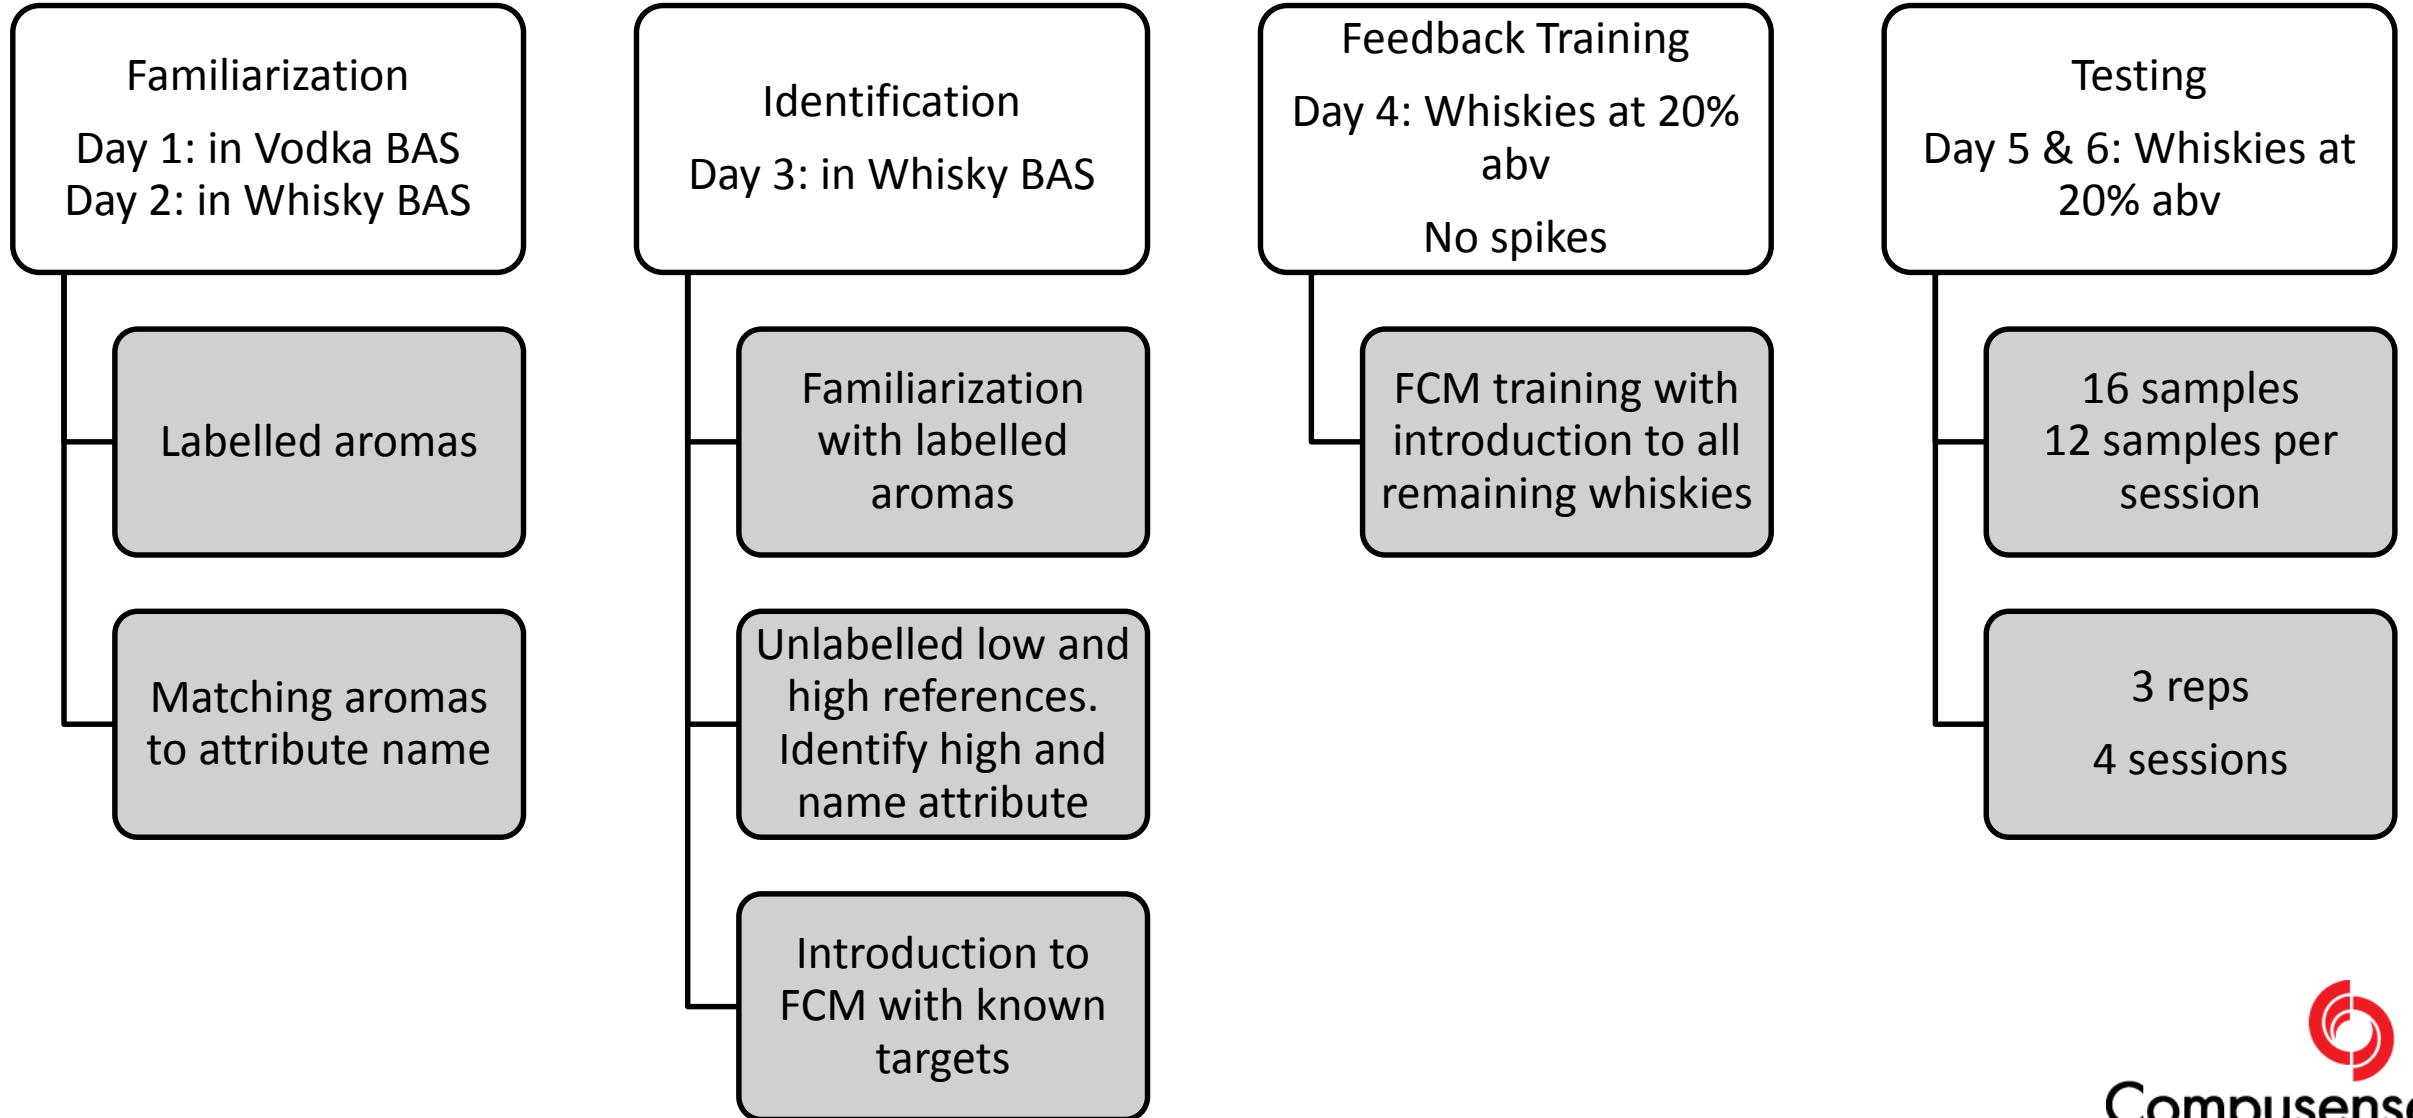 Familiarization
Day 1: in Vodka BAS
Day 2: in Whisky BAS
Labelled aromas
Matching aromas
to attribute name
Identification
Day 3: in Whisky BAS
Familiarization
with labelled
aromas
Unlabelled low and
high references.
Identify high and
name attribute
Introduction to
FCM with known
targets
Feedback Training
Day 4: Whiskies at 20%
abv
No spikes
FCM training with
introduction to all
remaining whiskies
Testing
Day 5 & 6: Whiskies at
20% abv
16 samples
12 samples per
session
3 reps
4 sessions
Compusense